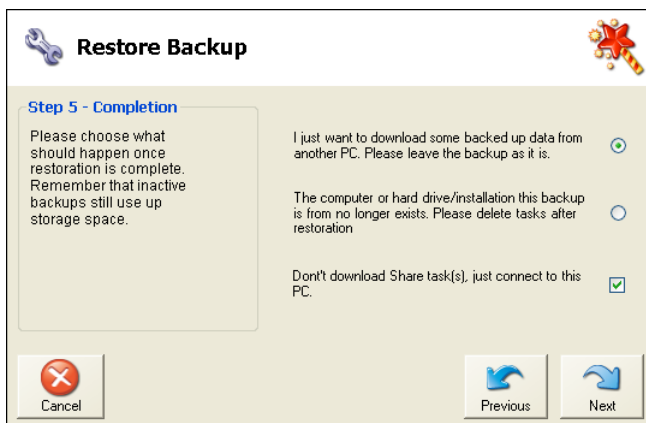 Restore Backup
Step 5 - Completion
Please choose what
should happen once
restoration is complete.
Remember that inactive
backups still use up
storage space.
I just want to download some backed up data from
another PC. Please leave the backup as it is.
The computer or hard drive/installation this backup
is from no longer exists. Please delete tasks after
restoration
Dont't download Share task(s), just connect to this
PC.
Cancel
Previous
Next